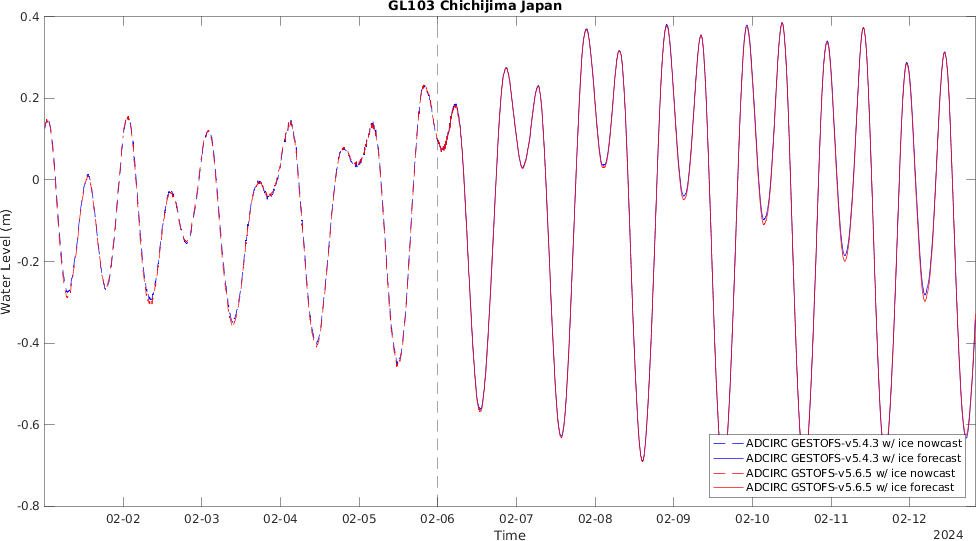 GL103 Chichijima Japan
0.4
0.2
0
-0.2
-0.4
-0.6
-0.8
Water Level (m)
ADCIRC GESTOFS-v5.4.3 w/ ice nowcast
ADCIRC GESTOFS-v5.4.3 w/ ice forecast
ADCIRC GSTOFS-v5.6.5 w/ ice nowcast
ADCIRC GSTOFS-v5.6.5 w/ ice forecast
02-02 02-03 02-04 02-05 02-06 02-07 02-08 02-09 02-10 02-11 02-12
Time
2024